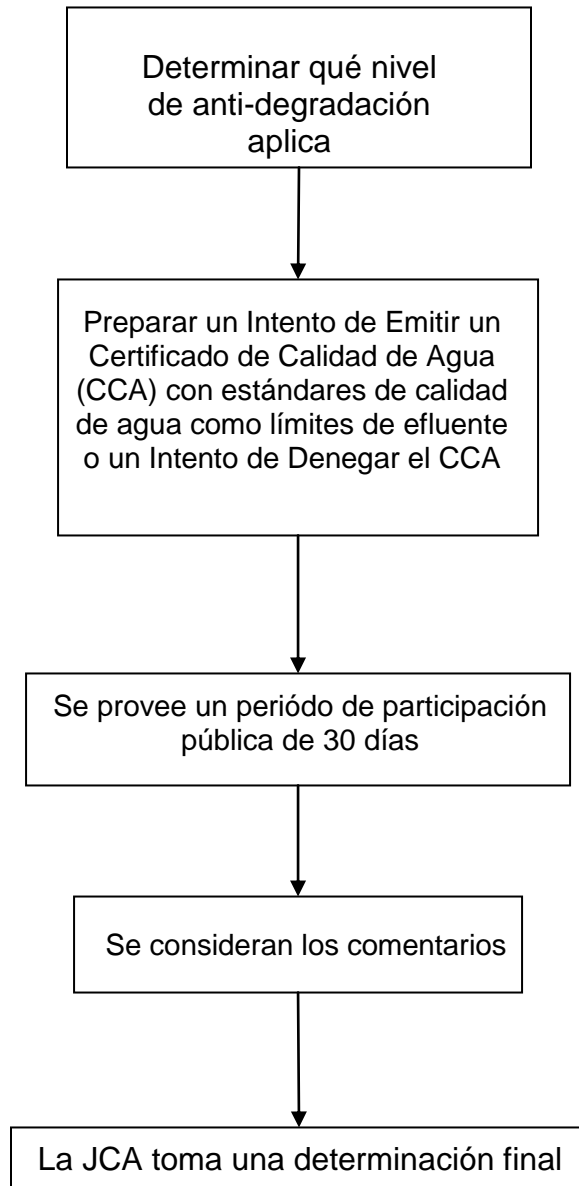 Determinar qué nivel
de anti-degradación
aplica
Preparar un Intento de Emitir un
Certificado de Calidad de Agua
(CCA) con estándares de calidad
de agua como límites de efluente
o un Intento de Denegar el CCA
Se provee un periódo de participación
pública de 30 días
Se consideran los comentarios
La JCA toma una determinación final